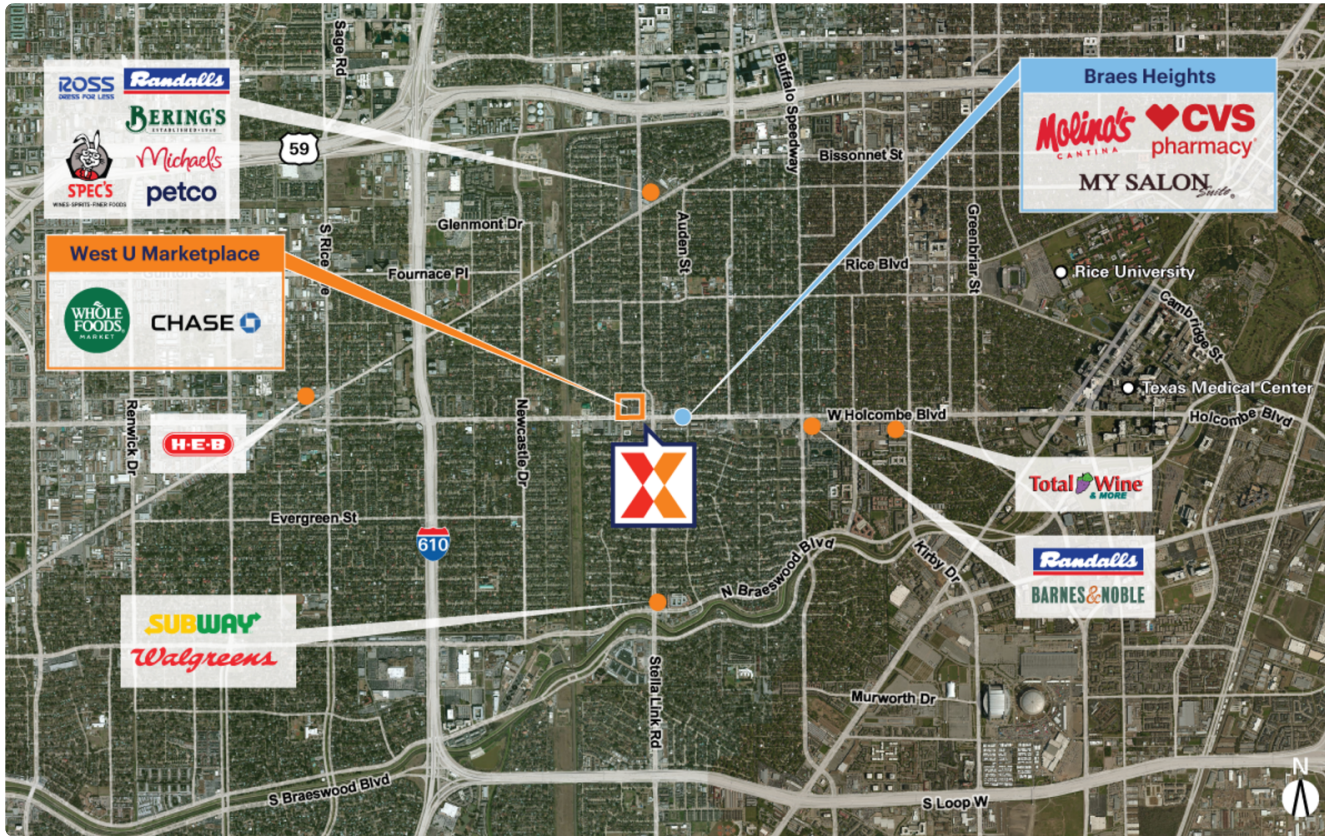 Sage Rd
Buffalo Speedway
ROSS
DRESS FOR LESS
Randalls
BERING'S
ESTABLISHED • 1940
SPEC'S
WINES • SPIRITS • FINER FOODS
Michaels
petco
59
Bissonnet St
Braes Heights
Molina's
CANTINA
CVS
pharmacy
MY SALON
Suite
Glenmont Dr
Auden St
Greenbriar St
S Rice
Fournace Pl
Rice Blvd
Rice University
Cambridge St
West U Marketplace
WHOLE
FOODS
MARKET
CHASE
Texas Medical Center
Renwick Dr
Newcastle Dr
W Holcombe Blvd
Holcombe Blvd
H-E-B
Total Wine
& MORE
Evergreen St
610
N Braeswood Blvd
Kirby Dr
Randalls
BARNES&NOBLE
SUBWAY
Walgreens
Stella Link Rd
Murworth Dr
S Braeswood Blvd
S Loop W
N